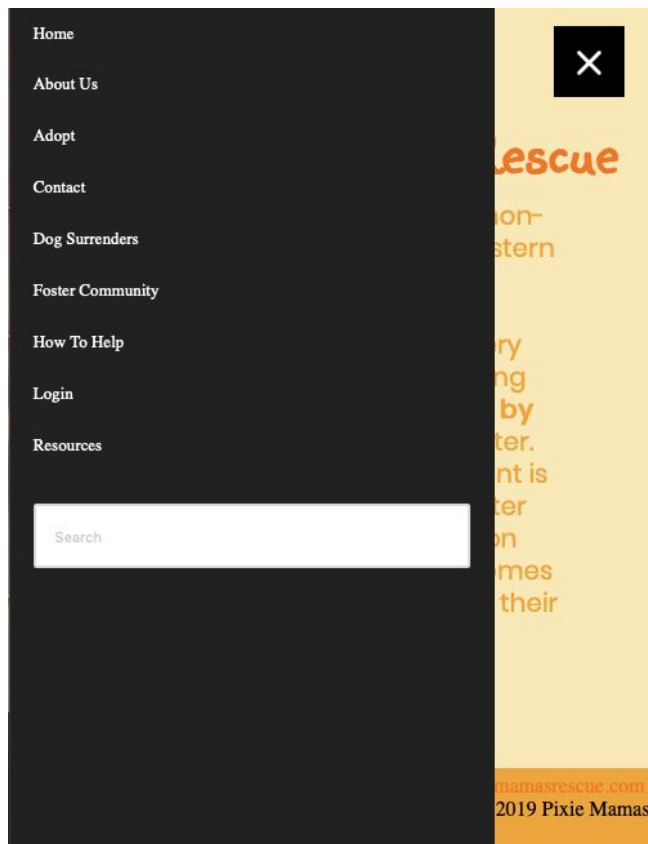 Home
About Us
Adopt
Contact
Dog Surrenders
Foster Community
How To Help
Login
Resources
Search
escue
non-
stern
ry
ng
by
ter.
nt is
ter
on
mes
their
mamasrescue.com
2019 Pixie Mamas